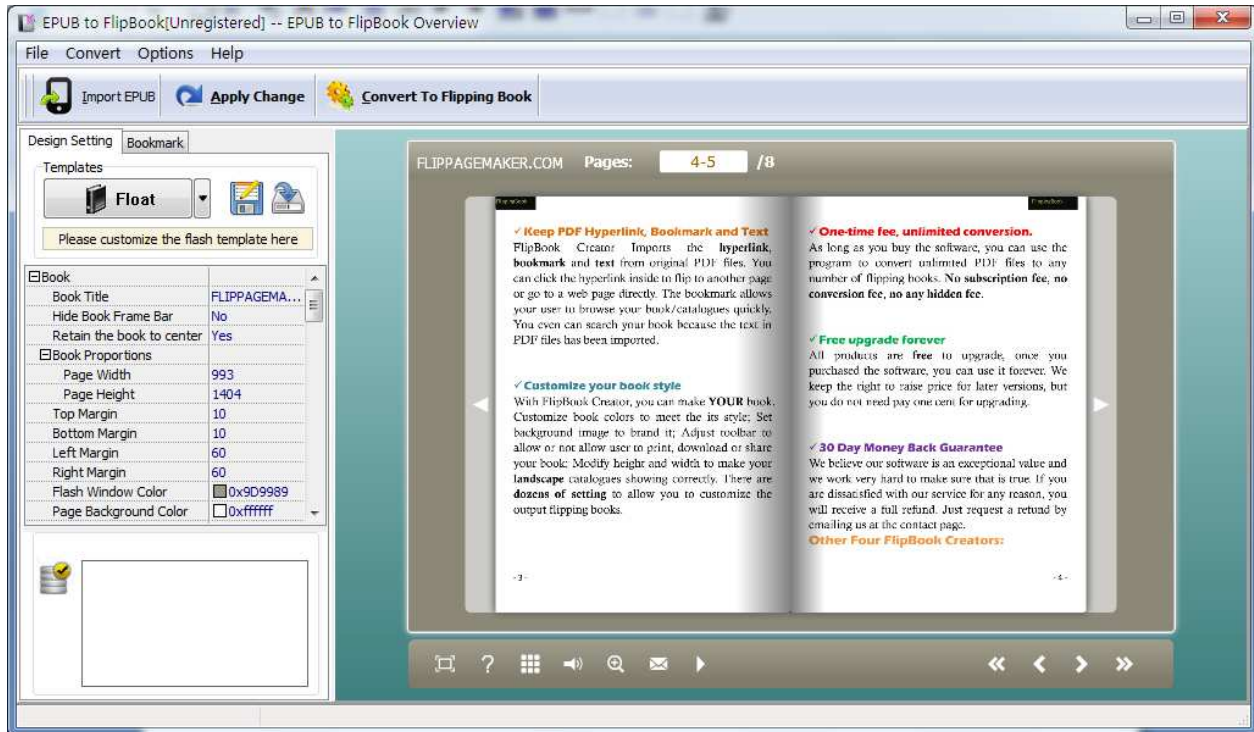 EPUB to FlipBook[Unregistered] -- EPUB to FlipBook Overview
File Convert Options Help
Import EPUB Apply Change Convert To Flipping Book
Design Setting Bookmark
Templates
Float
Please customize the flash template here
Book
Book Title FLIPPAGEMA...
Hide Book Frame Bar No
Retain the book to center Yes
Book Proportions
Page Width 993
Page Height 1404
Top Margin 10
Bottom Margin 10
Left Margin 60
Right Margin 60
Flash Window Color 0x9D9989
Page Background Color 0xffffff
FLIPPAGEMAKER.COM Pages: 4-5 /8
✓Keep PDF Hyperlink, Bookmark and Text
FlipBook Creator Imports the hyperlink,
bookmark and text from original PDF files. You
can click the hyperlink inside to flip to another page
or go to a web page directly. The bookmark allows
your user to browse your book/catalogues quickly.
You even can search your book because the text in
PDF files has been imported.
✓Customize your book style
With FlipBook Creator, you can make YOUR book.
Customize book colors to meet the its style; Set
background image to brand it; Adjust toolbar to
allow or not allow user to print, download or share
your book; Modify height and width to make your
landscape catalogues showing correctly. There are
dozens of setting to allow you to customize the
output flipping books.
- 3 -
✓One-time fee, unlimited conversion.
As long as you buy the software, you can use the
program to convert unlimited PDF files to any
number of flipping books. No subscription fee, no
conversion fee, no any hidden fee.
✓Free upgrade forever
All products are free to upgrade, once you
purchased the software, you can use it forever. We
keep the right to raise price for later versions, but
you do not need pay one cent for upgrading.
✓30 Day Money Back Guarantee
We believe our software is an exceptional value and
we work very hard to make sure that is true. If you
are dissatisfied with our service for any reason, you
will receive a full refund. Just request a refund by
emailing us at the contact page.
Other Four FlipBook Creators:
- 4 -